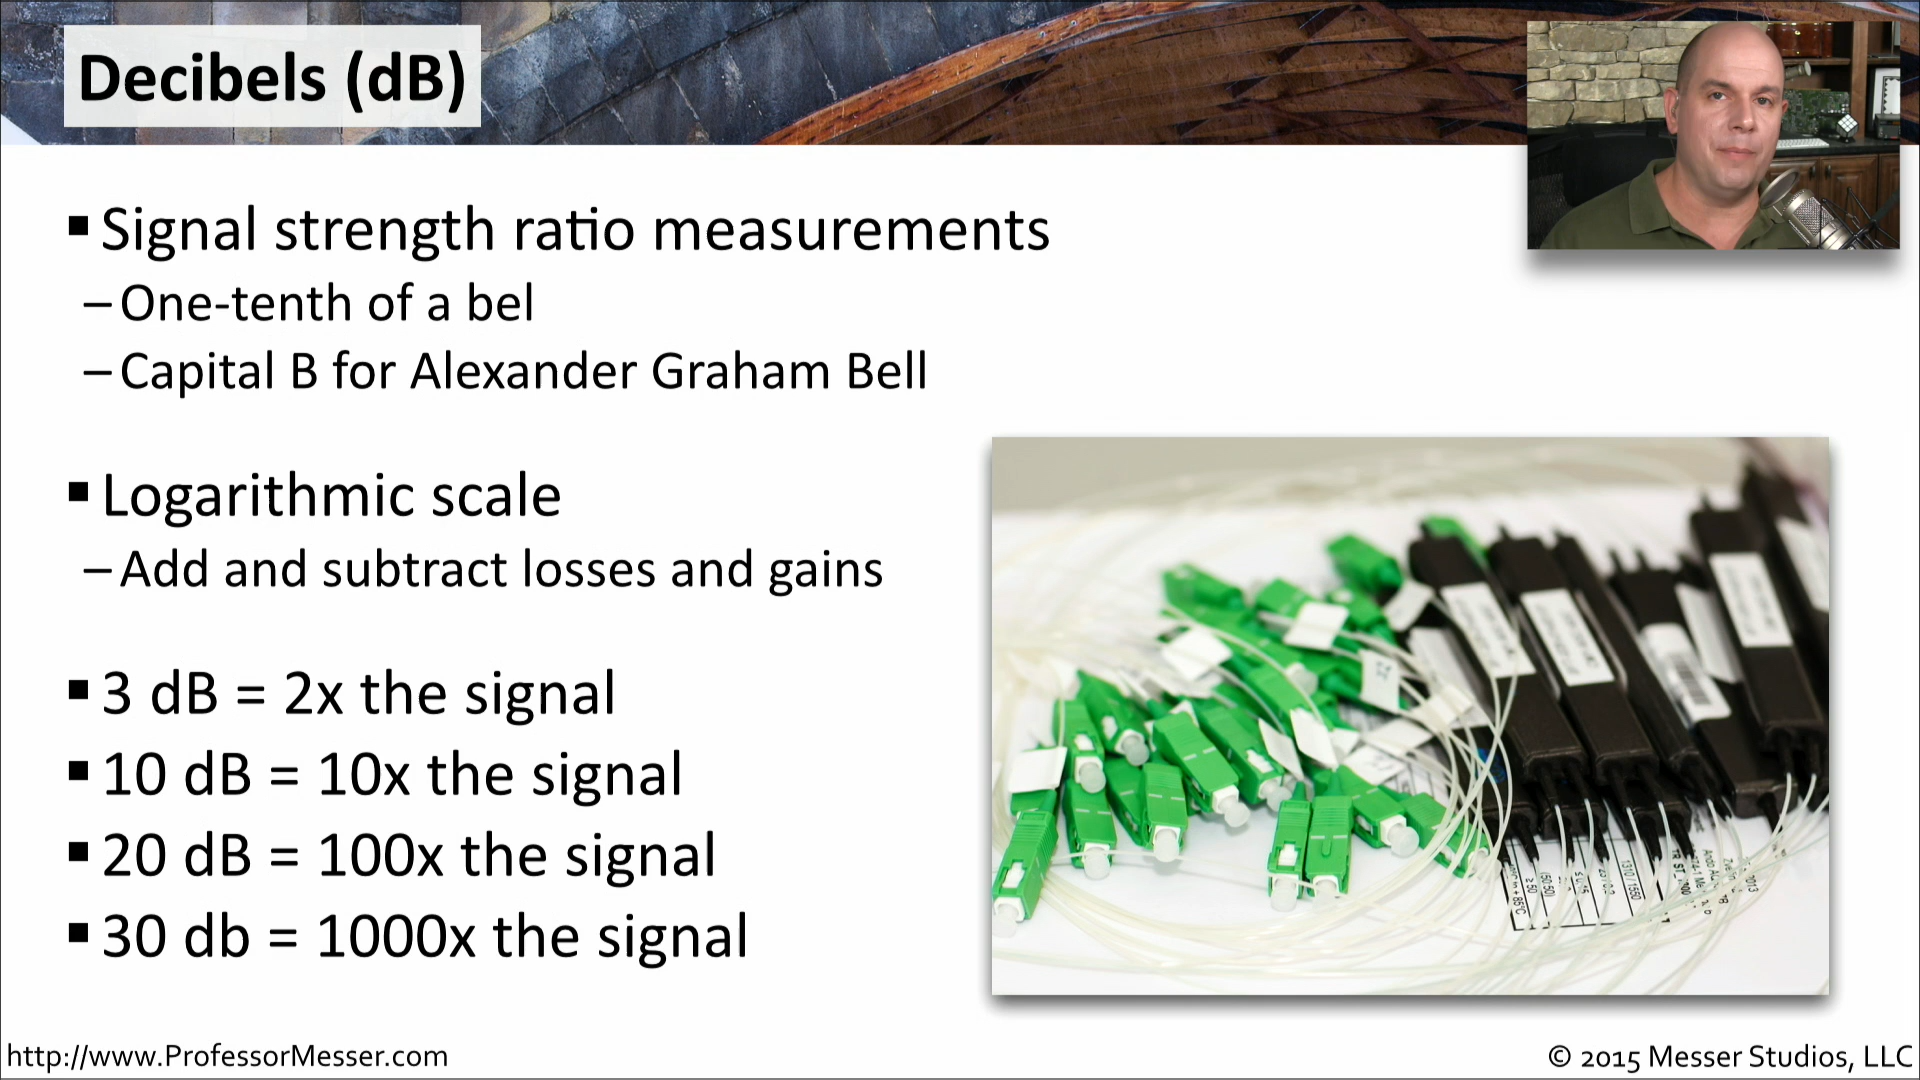 Decibels (dB)
▪ Signal strength ratio measurements
– One-tenth of a bel
– Capital B for Alexander Graham Bell
▪ Logarithmic scale
– Add and subtract losses and gains
▪ 3 dB = 2x the signal
▪ 10 dB = 10x the signal
▪ 20 dB = 100x the signal
▪ 30 db = 1000x the signal
http://www.ProfessorMesser.com
© 2015 Messer Studios, LLC